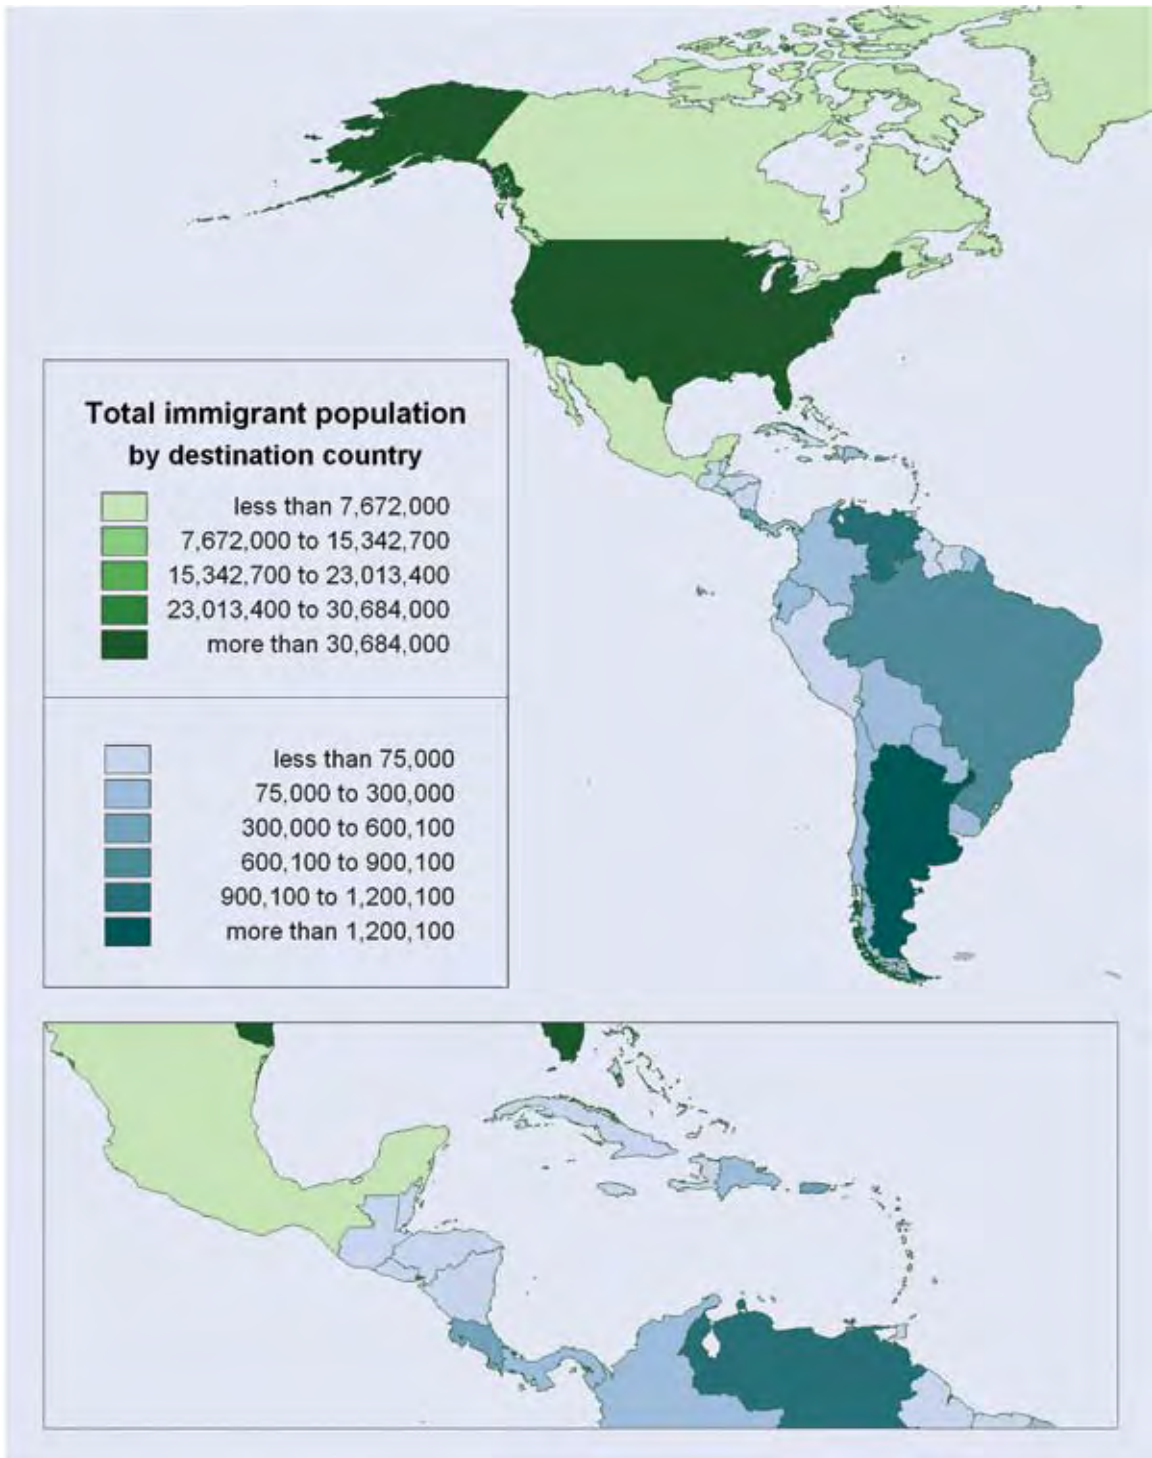 Total immigrant population
by destination country
less than 7,672,000
7,672,000 to 15,342,700
15,342,700 to 23,013,400
23,013,400 to 30,684,000
more than 30,684,000
less than 75,000
75,000 to 300,000
300,000 to 600,100
600,100 to 900,100
900,100 to 1,200,100
more than 1,200,100